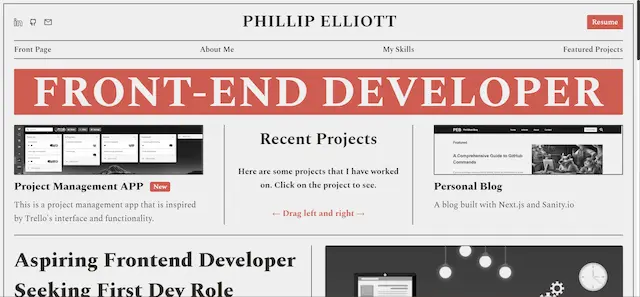 PHILLIP ELLIOTT
Resume
Front Page
About Me
My Skills
Featured Projects
FRONT-END DEVELOPER
Project Management APP New
This is a project management app that is inspired
by Trello's interface and functionality.
Recent Projects
Here are some projects that I have worked
on. Click on the project to see.
← Drag left and right →
A Comprehensive Guide to GitHub
Commands
Personal Blog
A blog built with Next.js and Sanity.io
Aspiring Frontend Developer
Seeking First Dev Role